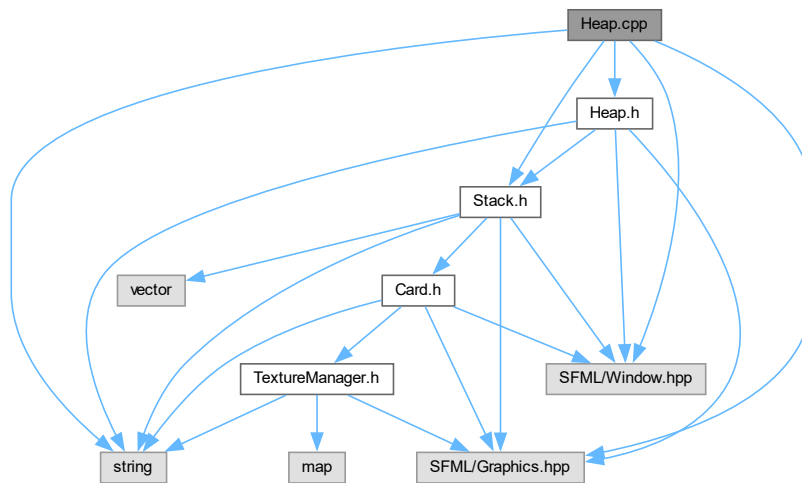 Heap.cpp
Heap.h
Stack.h
vector
Card.h
TextureManager.h
SFML/Window.hpp
string
map
SFML/Graphics.hpp